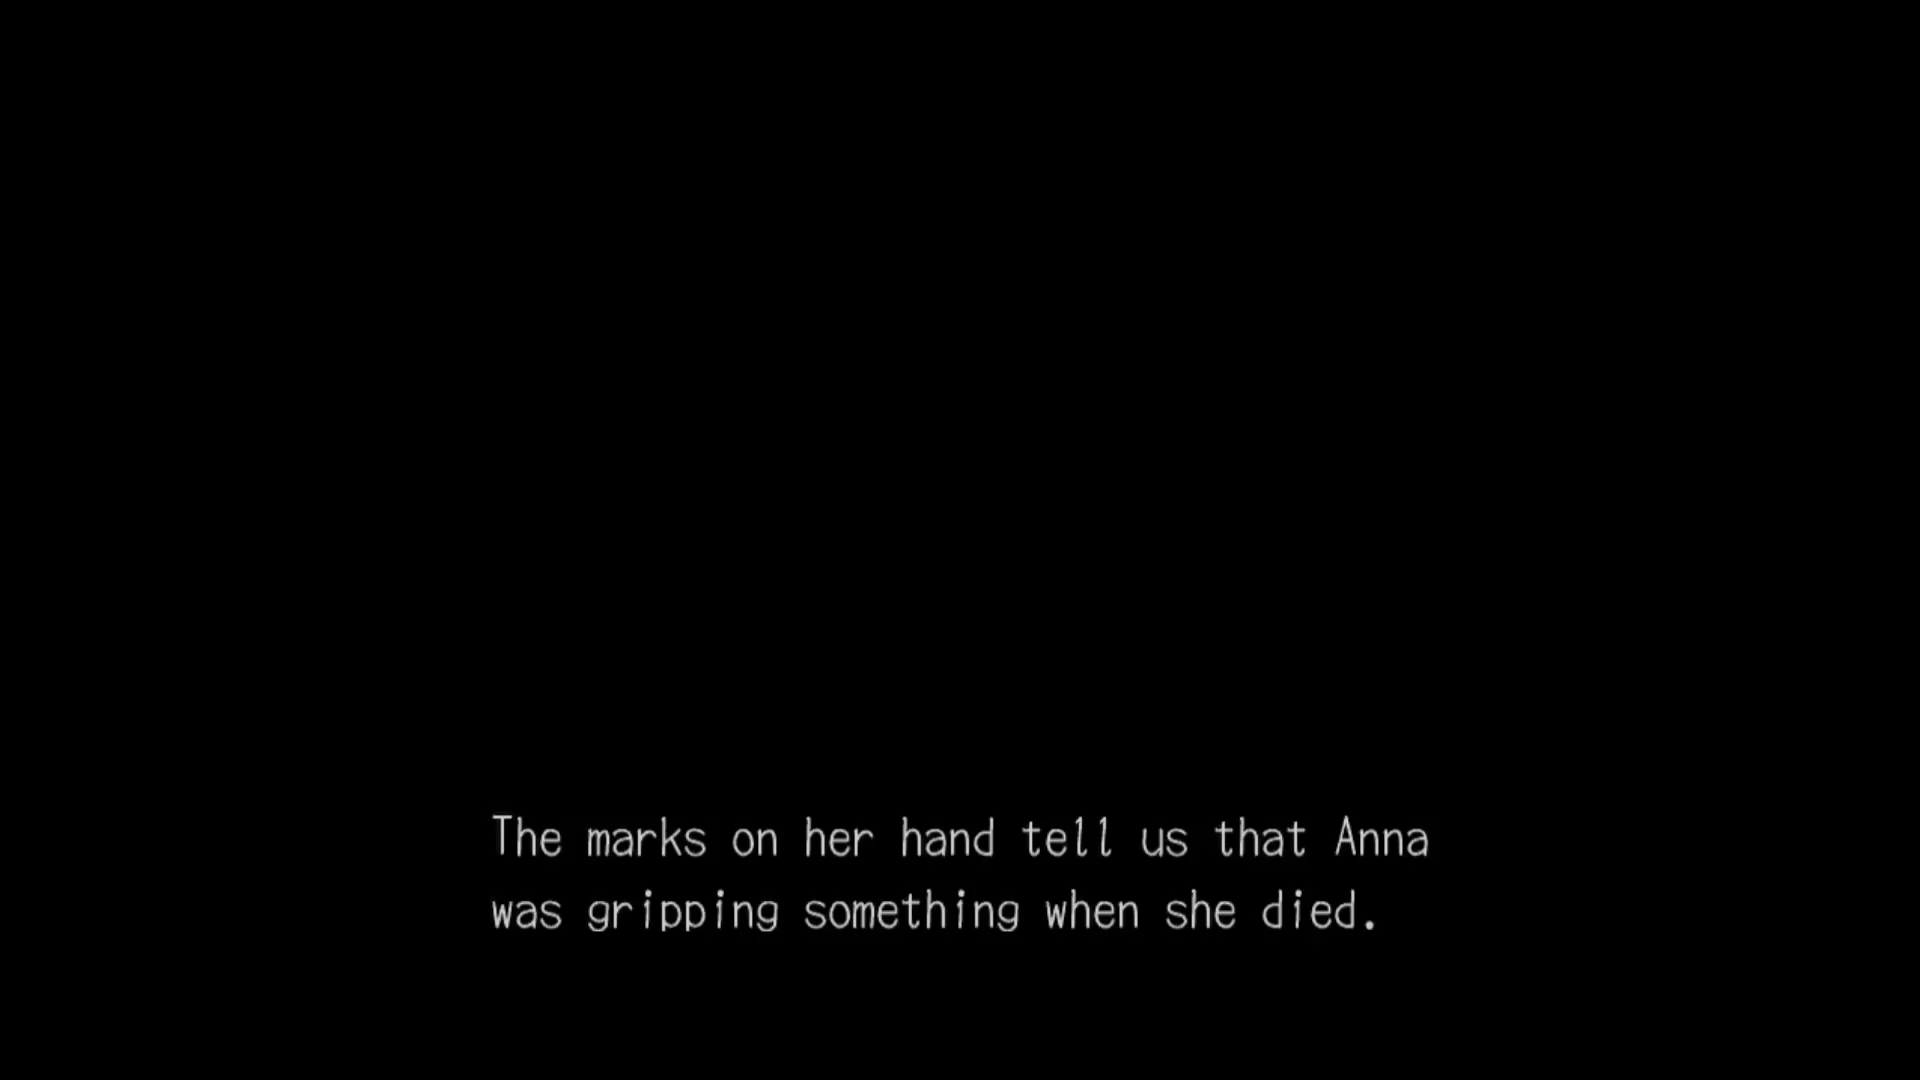 The marks on her hand tell us that Anna
was gripping something when she died.